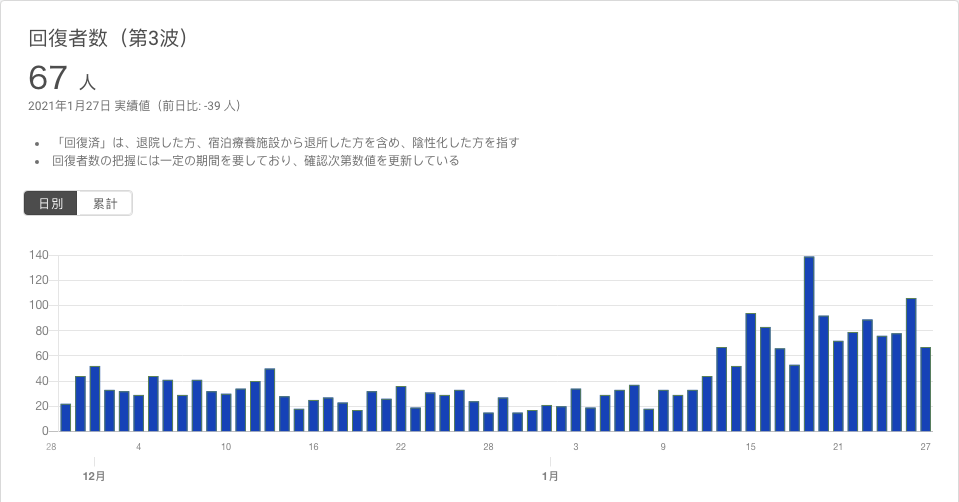 回復者数（第3波）
67 人
2021年1月27日 実績値（前日比: -39 人）
• 「回復済」は、退院した方、宿泊療養施設から退所した方を含め、陰性化した方を指す
• 回復者数の把握には一定の期間を要しており、確認次第数値を更新している
日別 累計
140
120
100
80
60
40
20
0
28 4 10 16 22 28 3 9 15 21 27
12月 1月